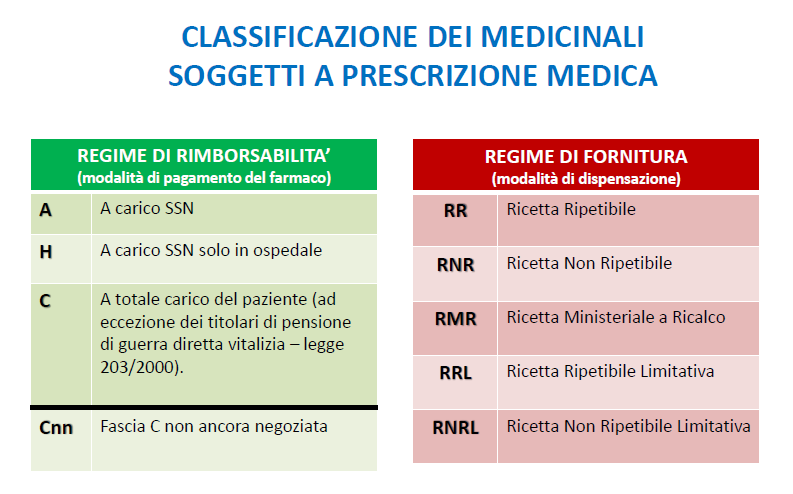 CLASSIFICAZIONE DEI MEDICINALI
SOGGETTI A PRESCRIZIONE MEDICA
REGIME DI RIMBORSABILITA’
(modalità di pagamento del farmaco)
A A carico SSN
H A carico SSN solo in ospedale
C A totale carico del paziente (ad
eccezione dei titolari di pensione
di guerra diretta vitalizia – legge
203/2000).
Cnn Fascia C non ancora negoziata
REGIME DI FORNITURA
(modalità di dispensazione)
RR Ricetta Ripetibile
RNR Ricetta Non Ripetibile
RMR Ricetta Ministeriale a Ricalco
RRL Ricetta Ripetibile Limitativa
RNRL Ricetta Non Ripetibile Limitativa